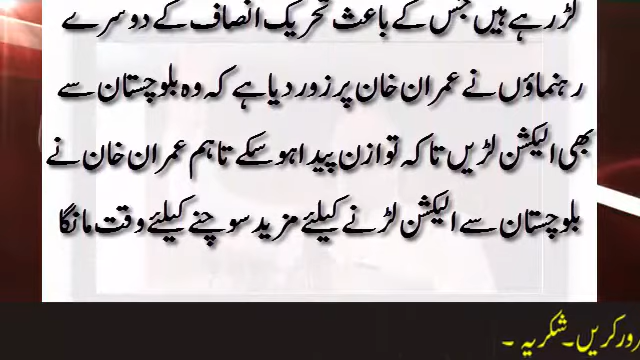 لڑ رہے ہیں جس کے باعث تحریک انصاف کے دوسرے
رہنماؤں نے عمران خان پر زور دیا ہے کہ وہ بلوچستان سے
بھی الیکشن لڑیں تا کہ توازن پیدا ہو سکے تاہم عمران خان نے
بلوچستان سے الیکشن لڑنے کیلئے مزید سوچنے کیلئے وقت مانگا
کریں۔ شکریہ ۔